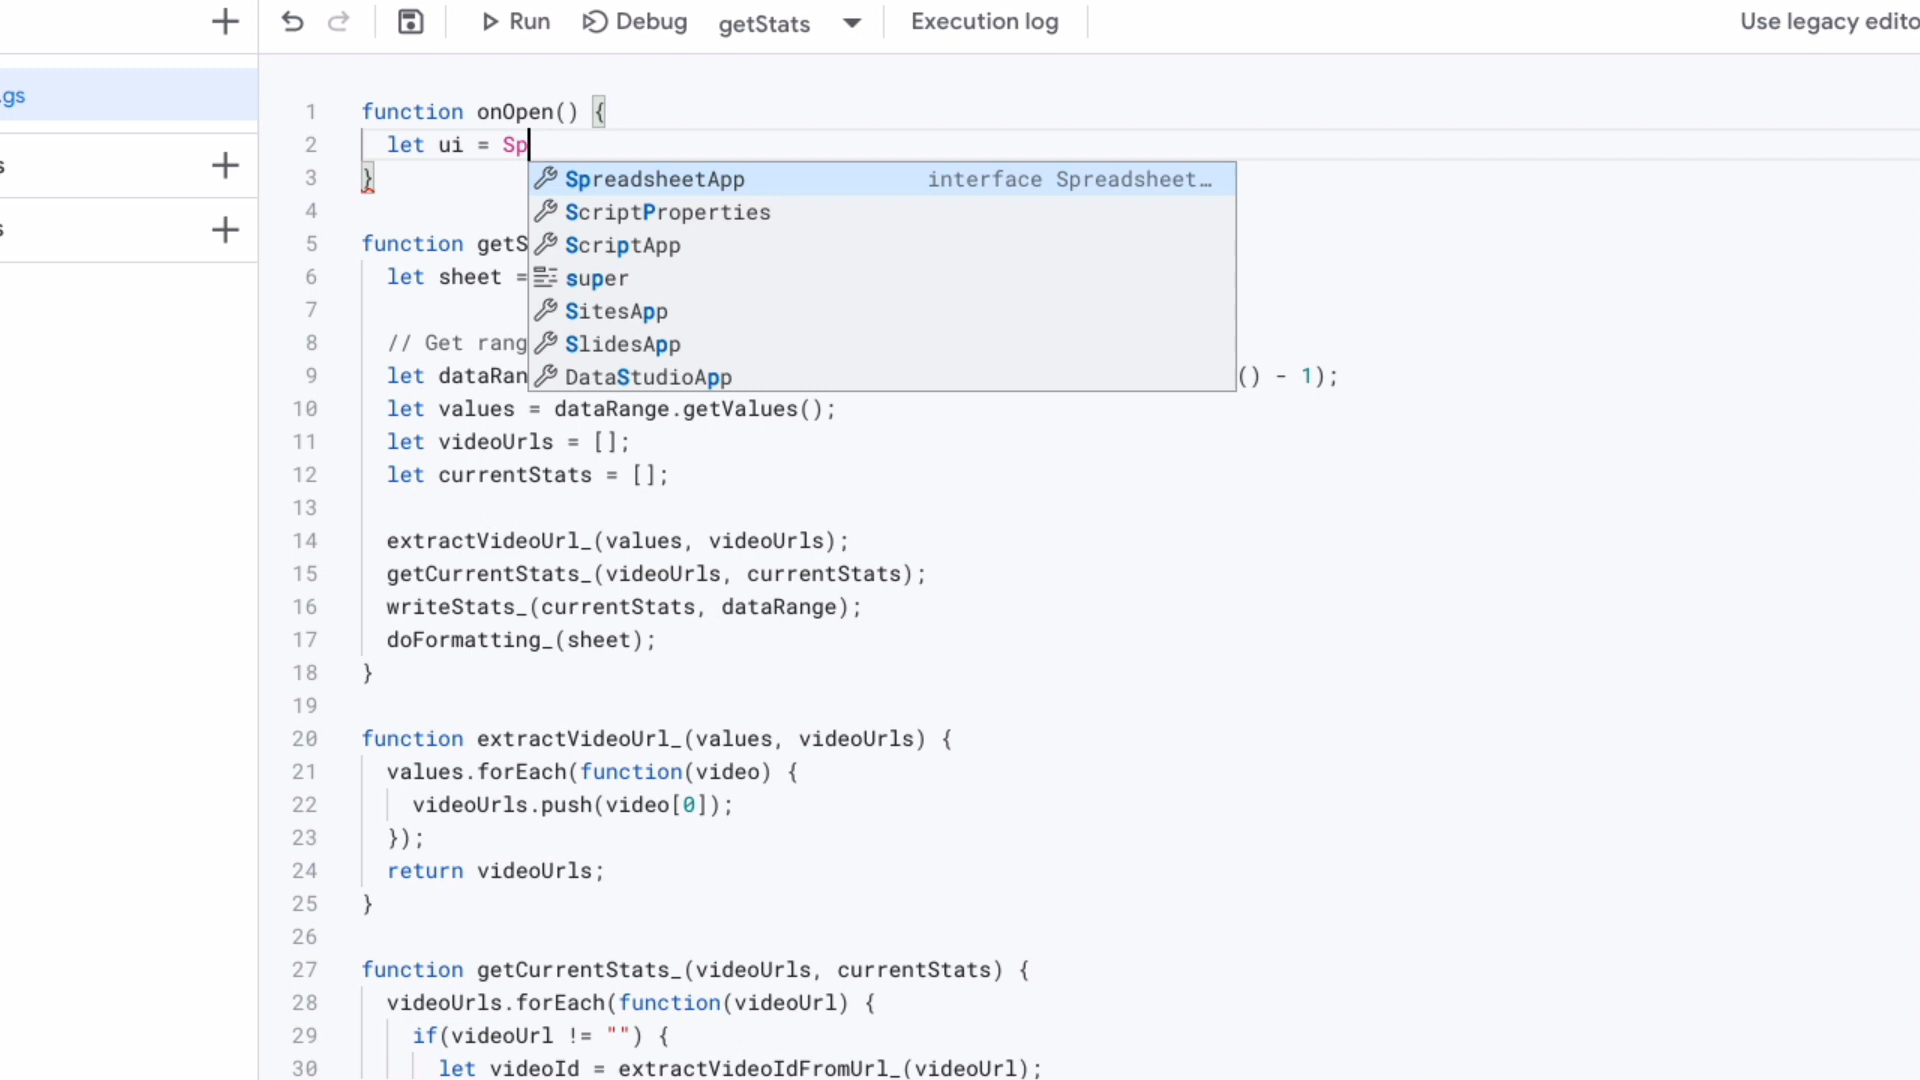 Run Debug getStats Execution log Use legacy edito
.gs
s
s
1 function onOpen() {
2 let ui = Sp
3 }
4
5 function getS
6 let sheet =
7
8 // Get rang
9 let dataRan () - 1);
SpreadsheetApp interface Spreadsheet…
ScriptProperties
ScriptApp
super
SitesApp
SlidesApp
DataStudioApp
10 let values = dataRange.getValues();
11 let videoUrls = [];
12 let currentStats = [];
13
14 extractVideoUrl_(values, videoUrls);
15 getCurrentStats_(videoUrls, currentStats);
16 writeStats_(currentStats, dataRange);
17 doFormatting_(sheet);
18 }
19
20 function extractVideoUrl_(values, videoUrls) {
21 values.forEach(function(video) {
22 videoUrls.push(video[0]);
23 });
24 return videoUrls;
25 }
26
27 function getCurrentStats_(videoUrls, currentStats) {
28 videoUrls.forEach(function(videoUrl) {
29 if(videoUrl != "") {
30 let videoId = extractVideoIdFromUrl_(videoUrl);